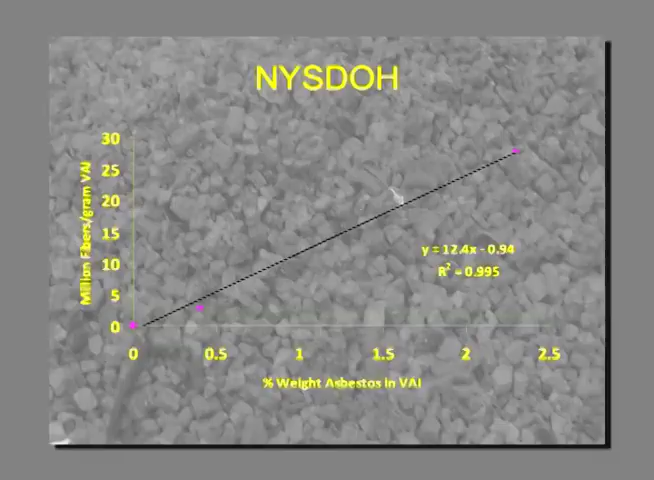 NYSDOH
30
25
20
15
10
5
0
Million Fibers/gram VAI
y = 12.4x - 0.94
R² = 0.995
0 0.5 1 1.5 2 2.5
% Weight Asbestos in VAI